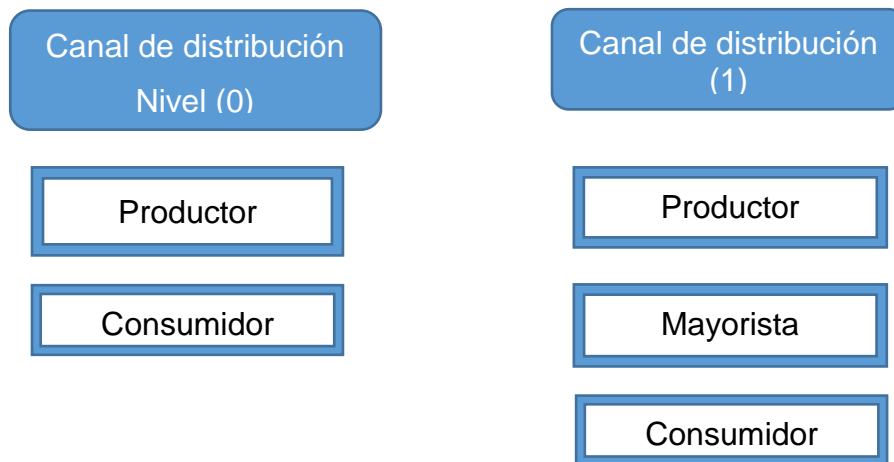 Canal de distribución
Nivel (0)
Productor
Consumidor
Canal de distribución
(1)
Productor
Mayorista
Consumidor